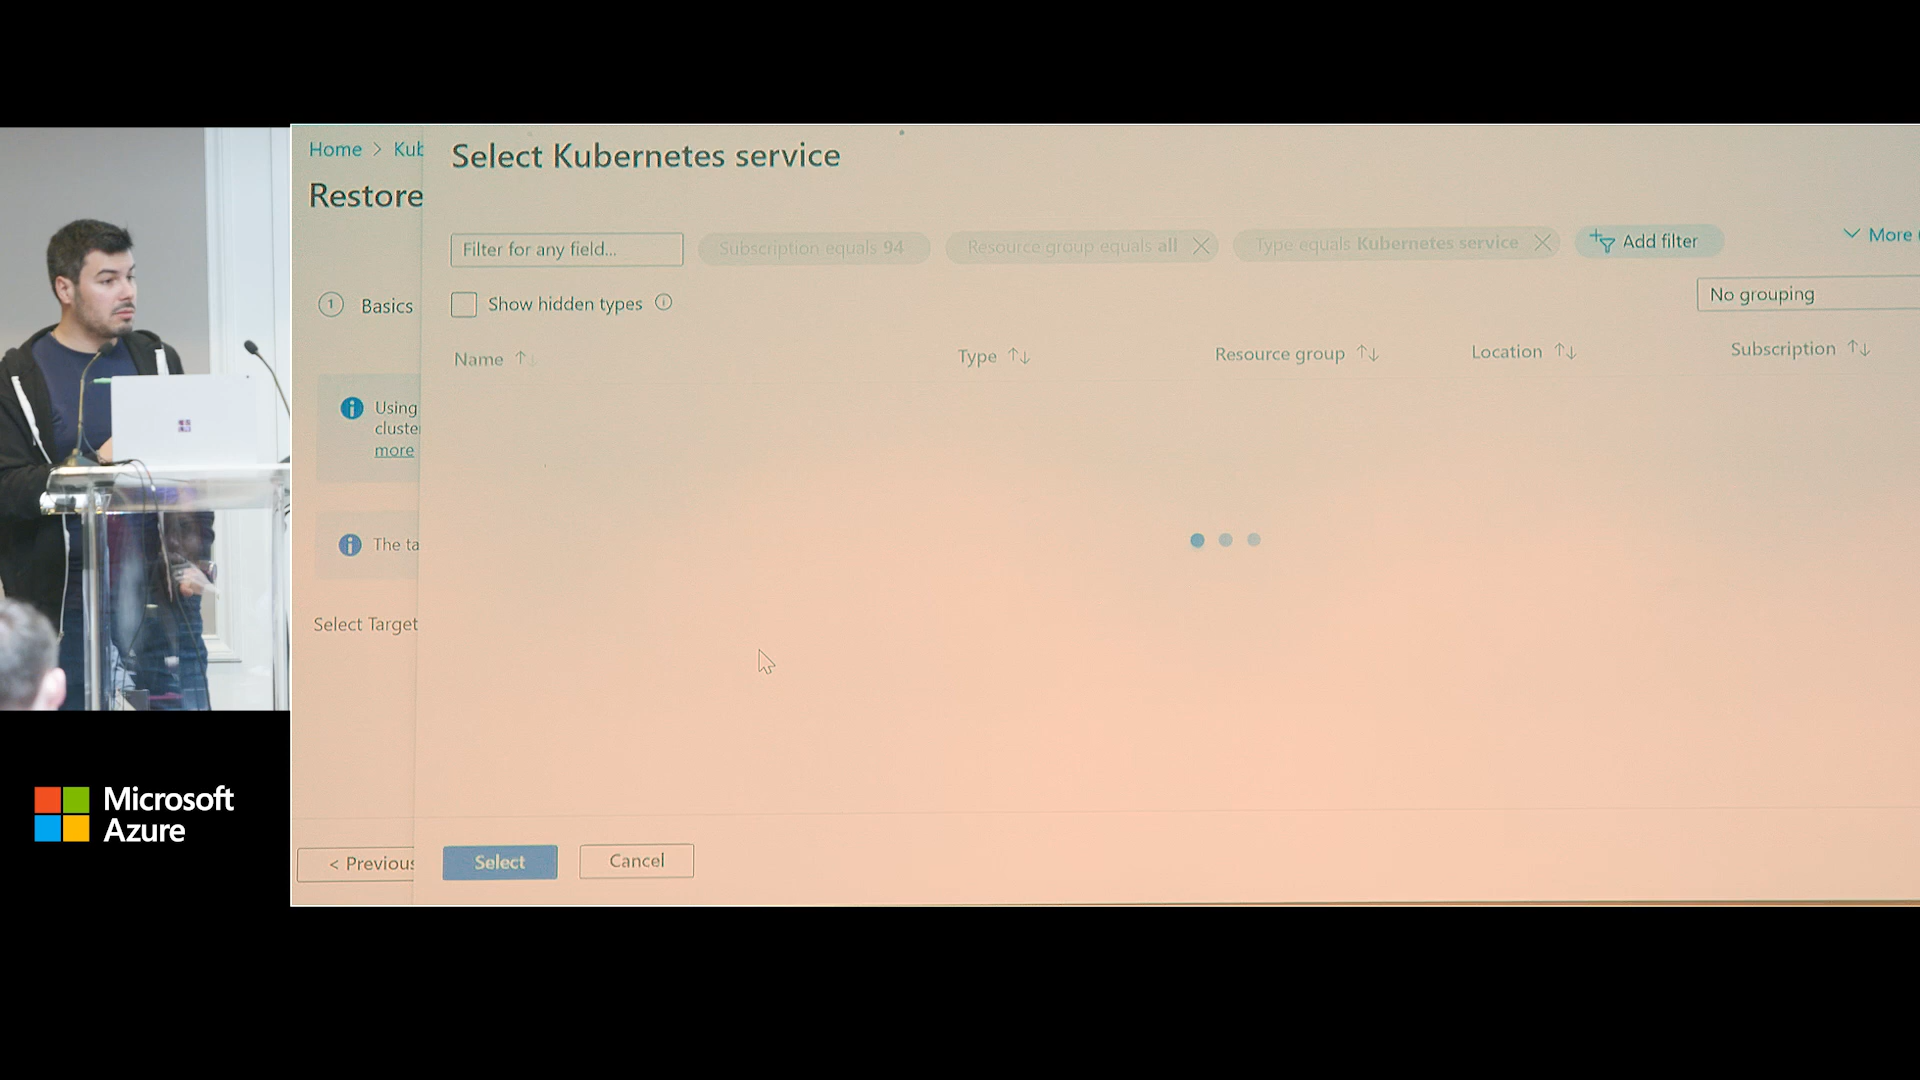 Home > Kub
Restore
Select Kubernetes service
Filter for any field...
Subscription equals 94
Resource group equals all
Type equals Kubernetes service
Add filter
More
Show hidden types
No grouping
1 Basics
Name
Type
Resource group
Location
Subscription
Using
cluste
more
The ta
Select Target
< Previous
Select
Cancel
Microsoft
Azure